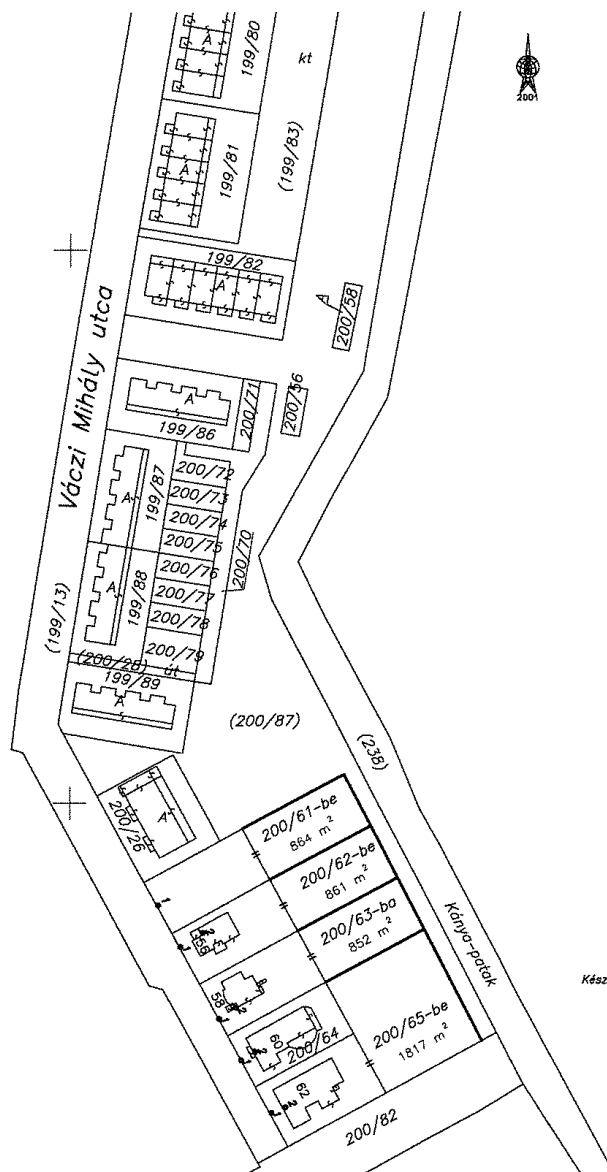 199/80
A
kt
2001
(199/83)
199/81
A
199/82
A
A
200/58
Váczi Mihály utca
200/71
200/56
A
199/86
200/72
199/87
200/73
A
200/74
200/75
200/70
200/76
199/88
200/77
A
200/78
(199/13)
200/79
(200/28)
út
199/89
A
(200/87)
(238)
200/26
A
200/61-be
864 m²
200/62-be
861 m²
200/63-ba
852 m²
Kánya-patak
56
Kész
58
200/65-be
1817 m²
60
200/64
62
200/82